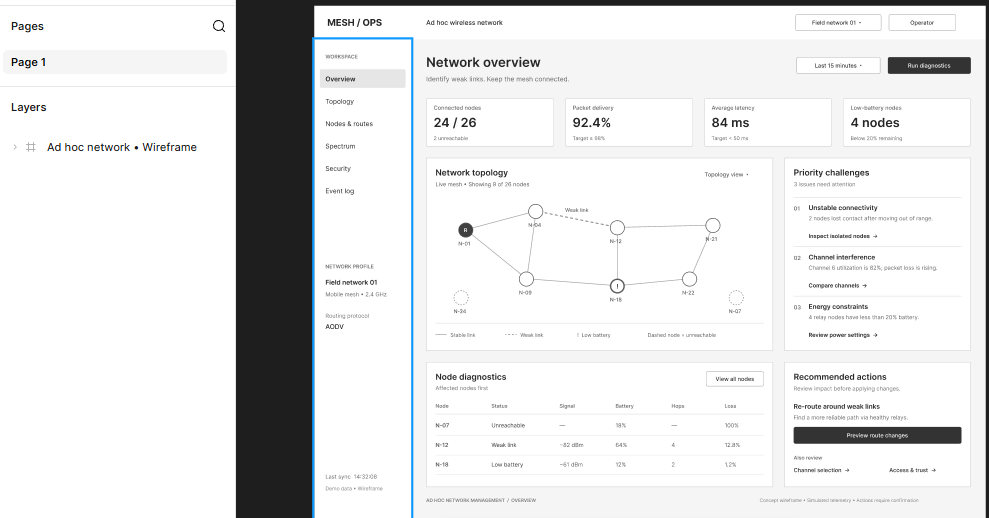 Pages
Page 1
Layers
Ad hoc network • Wireframe
MESH / OPS
Ad hoc wireless network
Field network 01
Operator
WORKSPACE
Overview
Topology
Nodes & routes
Spectrum
Security
Event log
NETWORK PROFILE
Field network 01
Mobile mesh • 2.4 GHz
Routing protocol
AODV
Last sync 14:32:08
Demo data • Wireframe
Network overview
Identify weak links. Keep the mesh connected.
Last 15 minutes
Run diagnostics
Connected nodes
24 / 26
2 unreachable
Packet delivery
92.4%
Target ≥ 98%
Average latency
84 ms
Target < 50 ms
Low-battery nodes
4 nodes
Below 20% remaining
Network topology
Live mesh • Showing 9 of 26 nodes
Topology view
Weak link
N-04
R
N-01
N-12
N-21
N-09
!
N-18
N-22
N-24
N-07
Stable link
Weak link
! Low battery
Dashed node = unreachable
Priority challenges
3 issues need attention
01 Unstable connectivity
2 nodes lost contact after moving out of range.
Inspect isolated nodes →
02 Channel interference
Channel 6 utilization is 82%; packet loss is rising.
Compare channels →
03 Energy constraints
4 relay nodes have less than 20% battery.
Review power settings →
Node diagnostics
Affected nodes first
View all nodes
Node Status Signal Battery Hops Loss
N-07 Unreachable — 18% — 100%
N-12 Weak link −82 dBm 64% 4 12.8%
N-18 Low battery −61 dBm 12% 2 1.2%
Recommended actions
Review impact before applying changes.
Re-route around weak links
Find a more reliable path via healthy relays.
Preview route changes
Also review
Channel selection →
Access & trust →
AD HOC NETWORK MANAGEMENT / OVERVIEW
Concept wireframe • Simulated telemetry • Actions require confirmation